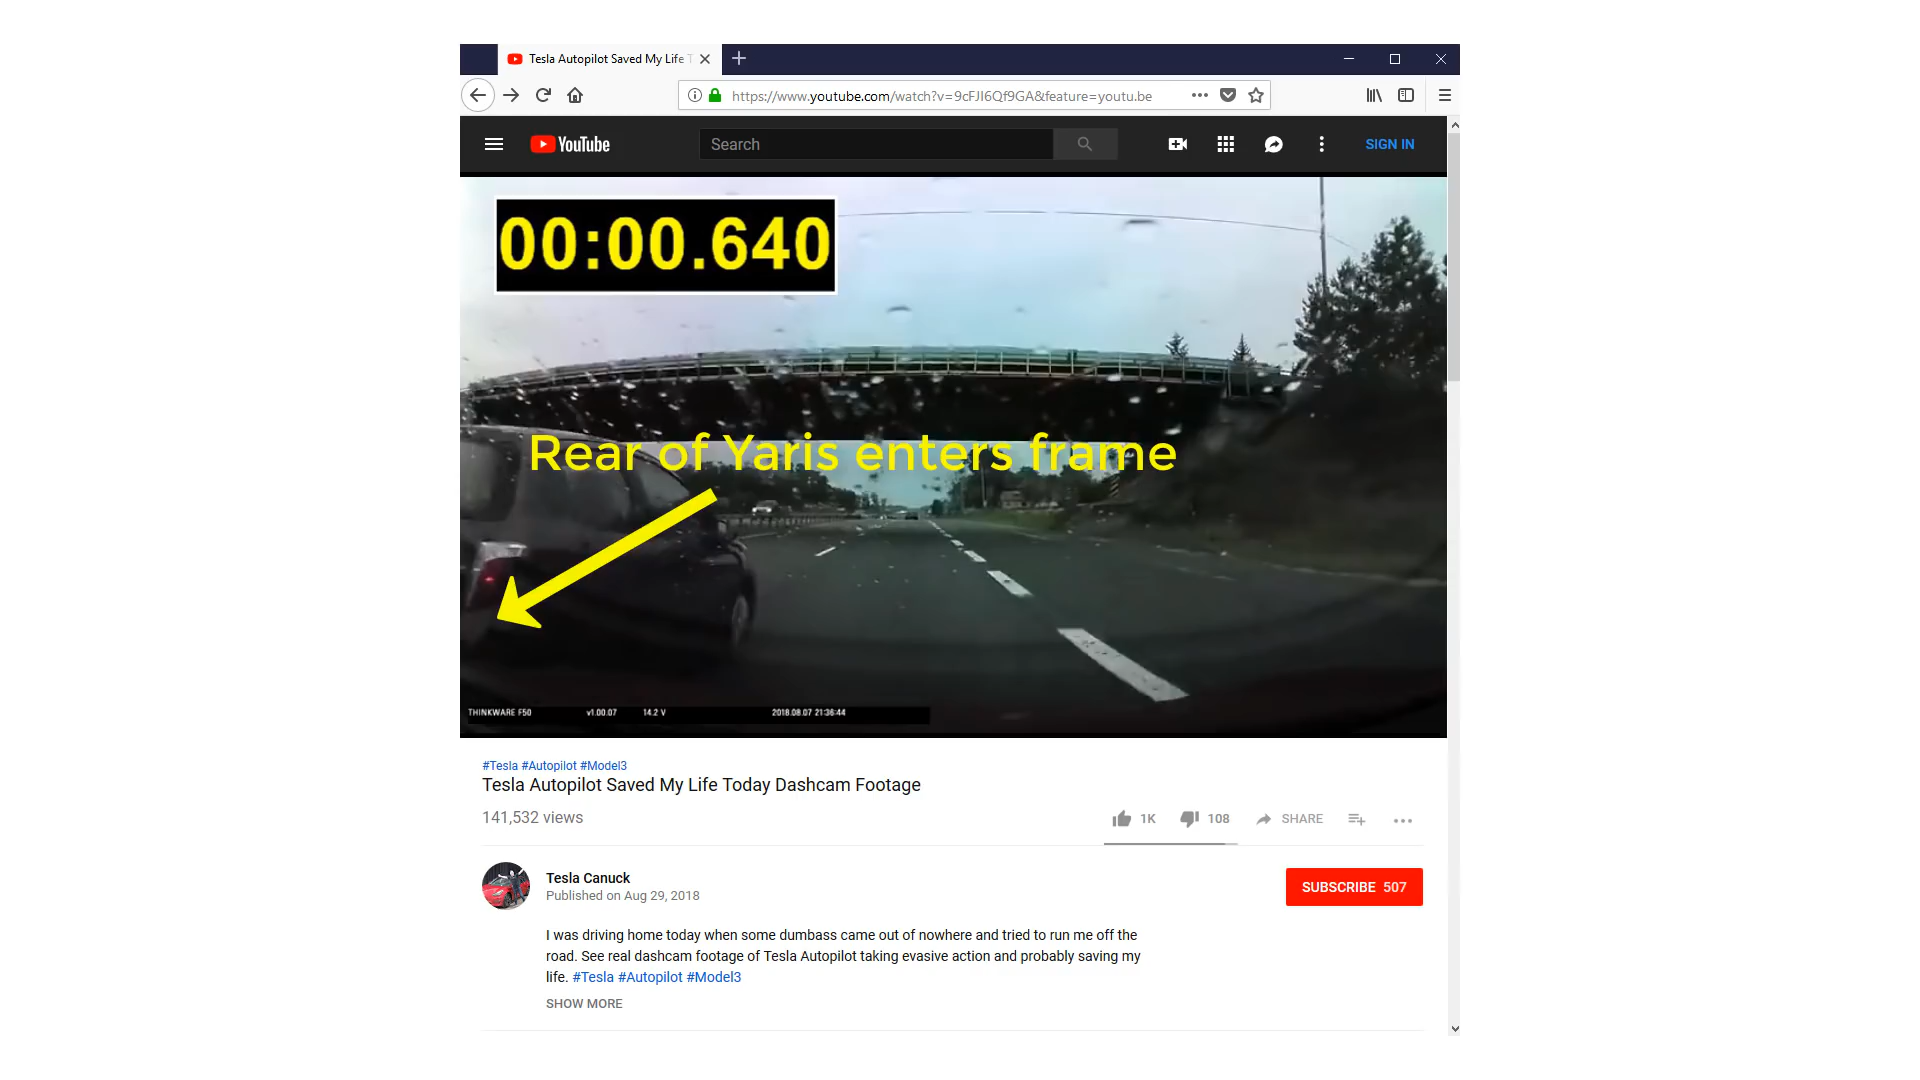 Tesla Autopilot Saved My Life T
https://www.youtube.com/watch?v=9cFJI6Qf9GA&feature=youtu.be
YouTube
Search
SIGN IN
00:00.640
Rear of Yaris enters frame
THINKWARE F50 v1.00.07 14.2 V 2018.08.07 21:36:44
#Tesla #Autopilot #Model3
Tesla Autopilot Saved My Life Today Dashcam Footage
141,532 views
1K 108 SHARE
Tesla Canuck
Published on Aug 29, 2018
SUBSCRIBE 507
I was driving home today when some dumbass came out of nowhere and tried to run me off the
road. See real dashcam footage of Tesla Autopilot taking evasive action and probably saving my
life. #Tesla #Autopilot #Model3
SHOW MORE